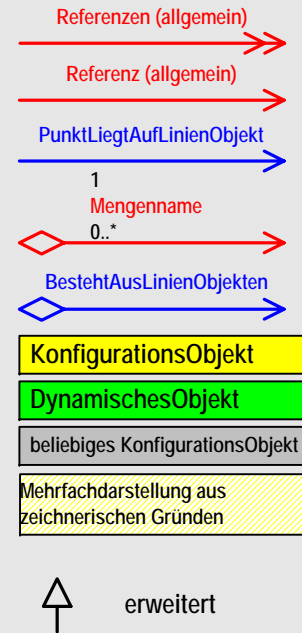 Referenzen (allgemein)
Referenz (allgemein)
PunktLiegtAufLinienObjekt
1
Mengenname
0..*
BestehtAusLinienObjekten
KonfigurationsObjekt
DynamischesObjekt
beliebiges KonfigurationsObjekt
Mehrfachdarstellung aus
zeichnerischen Gründen
erweitert